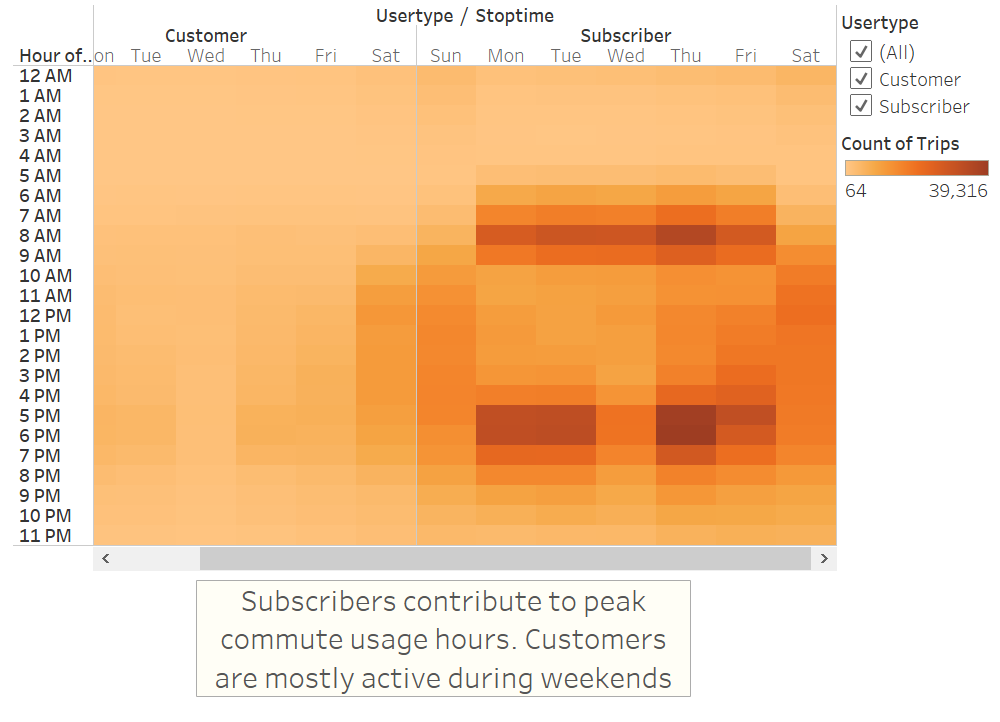 Usertype / Stoptime
Customer Subscriber
Hour of.. on Tue Wed Thu Fri Sat Sun Mon Tue Wed Thu Fri Sat
12 AM
1 AM
2 AM
3 AM
4 AM
5 AM
6 AM
7 AM
8 AM
9 AM
10 AM
11 AM
12 PM
1 PM
2 PM
3 PM
4 PM
5 PM
6 PM
7 PM
8 PM
9 PM
10 PM
11 PM
Usertype
(All)
Customer
Subscriber
Count of Trips
64 39,316
Subscribers contribute to peak
commute usage hours. Customers
are mostly active during weekends